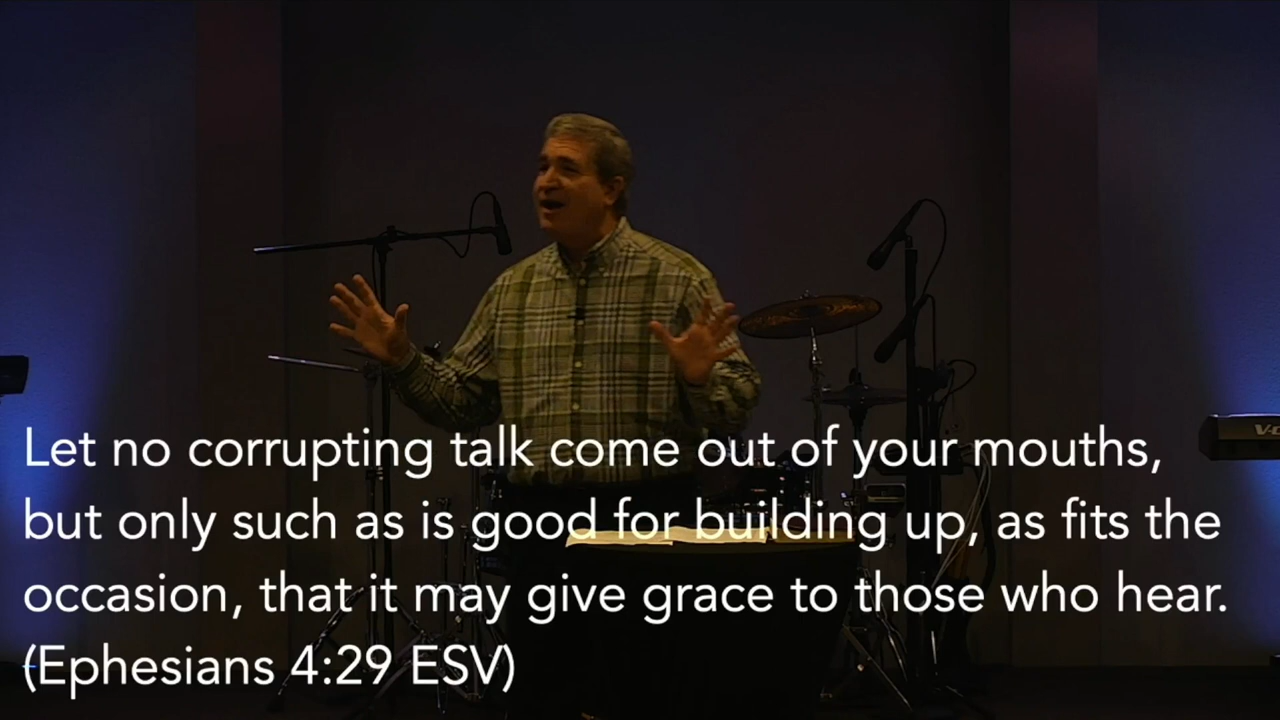 Let no corrupting talk come out of your mouths,
but only such as is good for building up, as fits the
occasion, that it may give grace to those who hear.
(Ephesians 4:29 ESV)